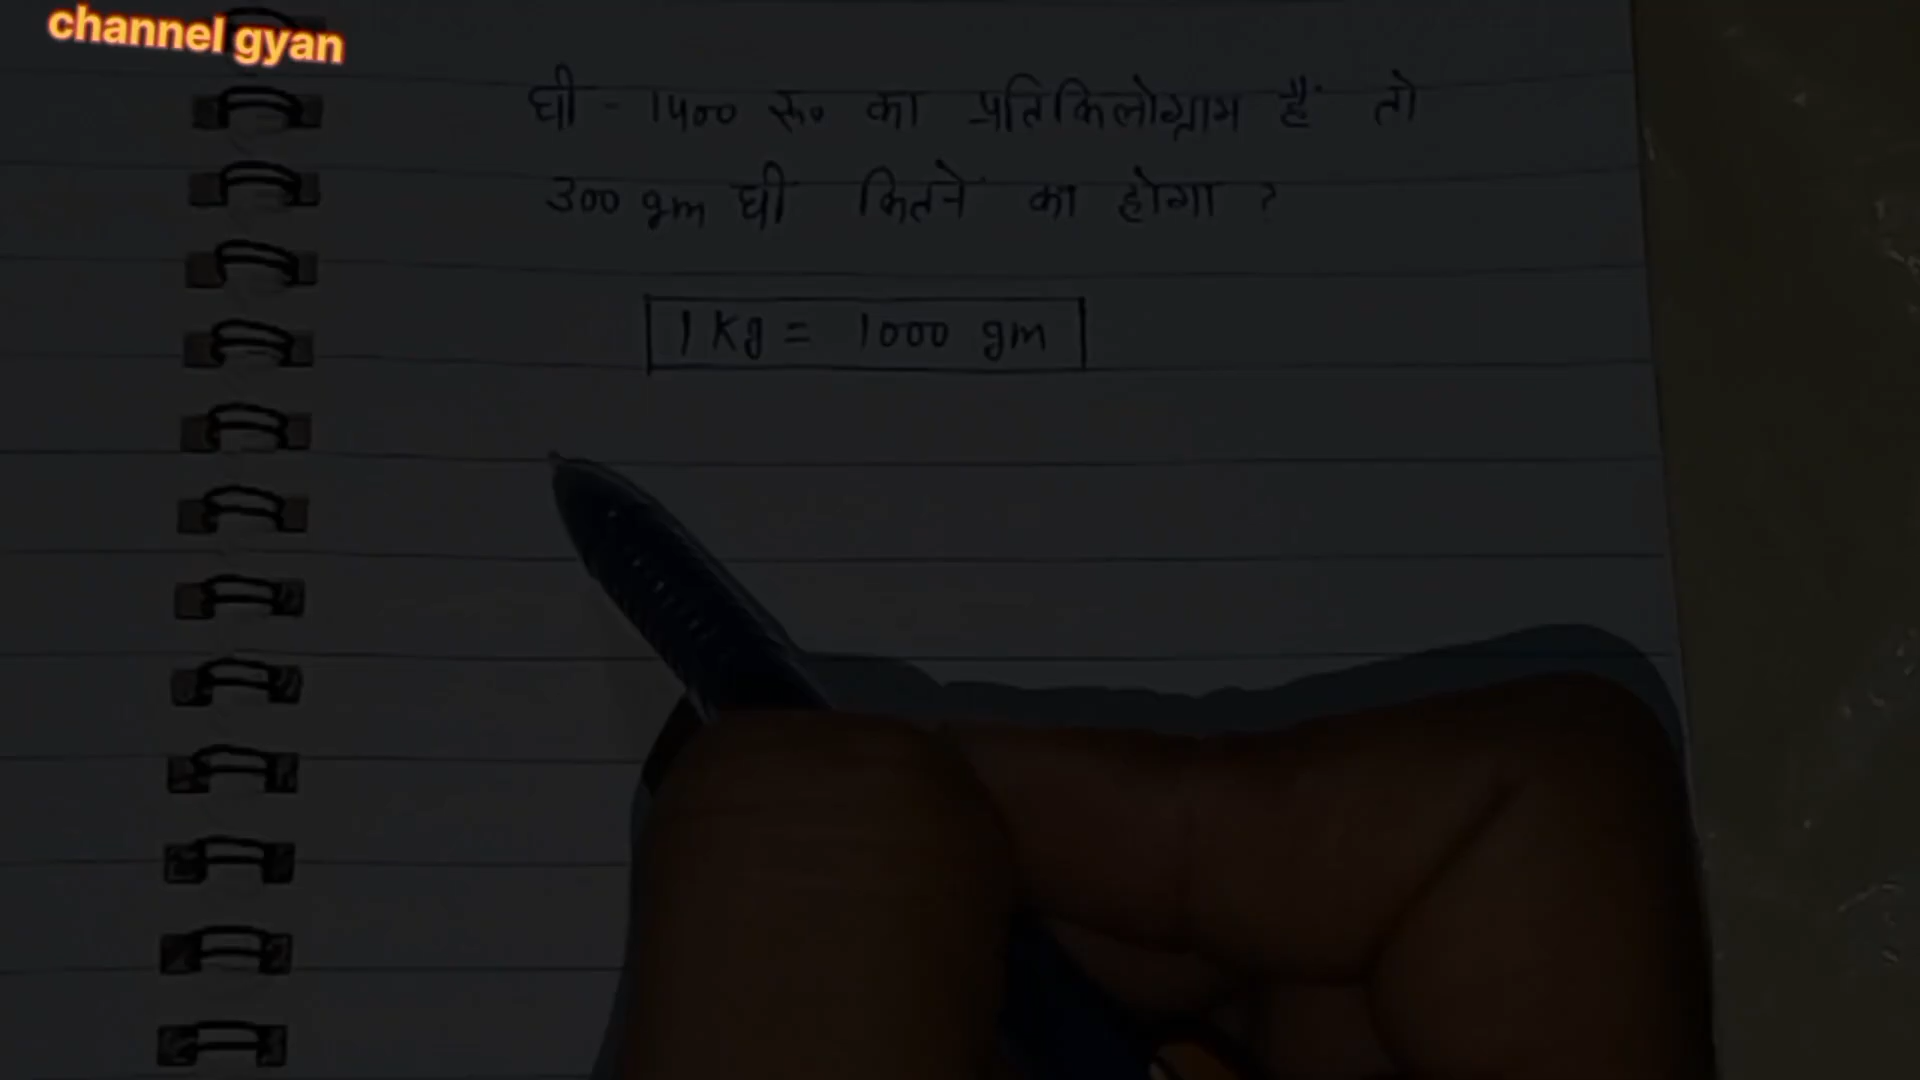 channel gyan
घी - 1400 रू० का प्रतिकिलोग्राम हैं तो
300 gm घी कितने का होगा ?
1 Kg = 1000 gm